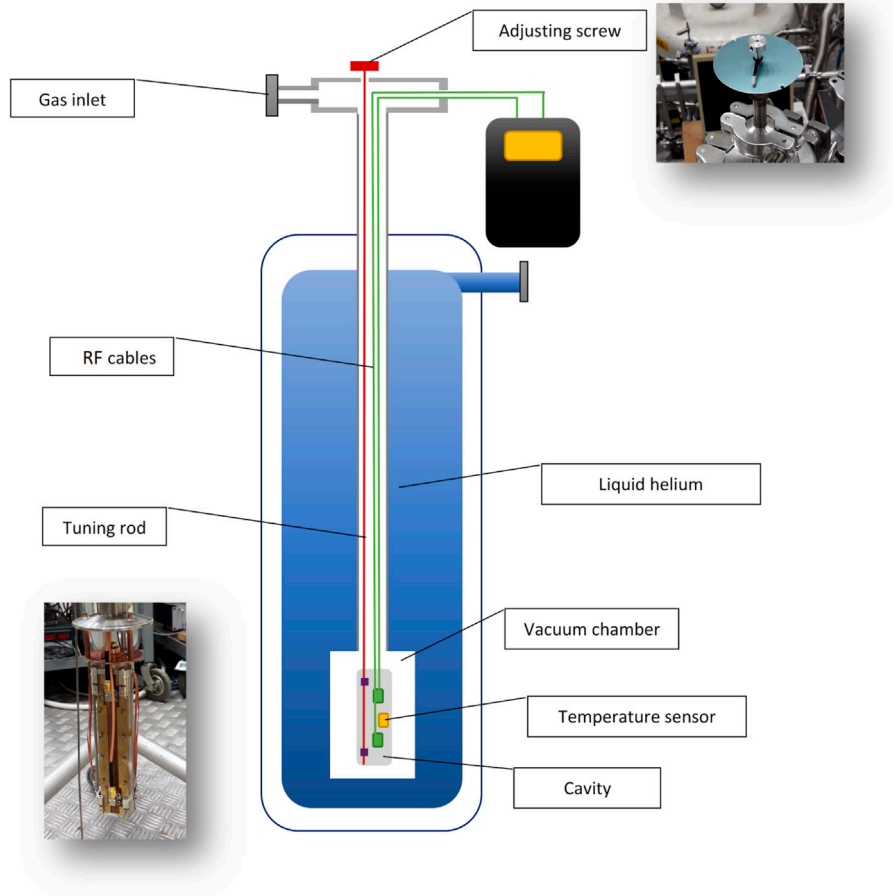 Adjusting screw
Gas inlet
RF cables
Liquid helium
Tuning rod
Vacuum chamber
Temperature sensor
Cavity